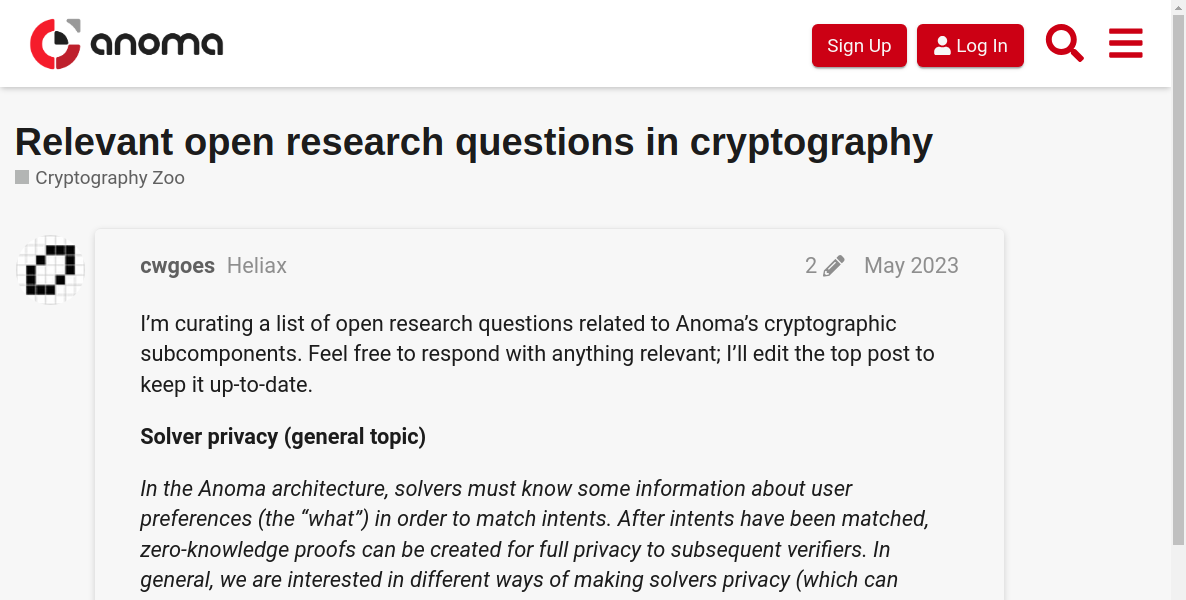 anoma
Sign Up
Log In
Relevant open research questions in cryptography
Cryptography Zoo
cwgoes Heliax 2 May 2023
I’m curating a list of open research questions related to Anoma’s cryptographic
subcomponents. Feel free to respond with anything relevant; I’ll edit the top post to
keep it up-to-date.
Solver privacy (general topic)
In the Anoma architecture, solvers must know some information about user
preferences (the “what”) in order to match intents. After intents have been matched,
zero-knowledge proofs can be created for full privacy to subsequent verifiers. In
general, we are interested in different ways of making solvers privacy (which can